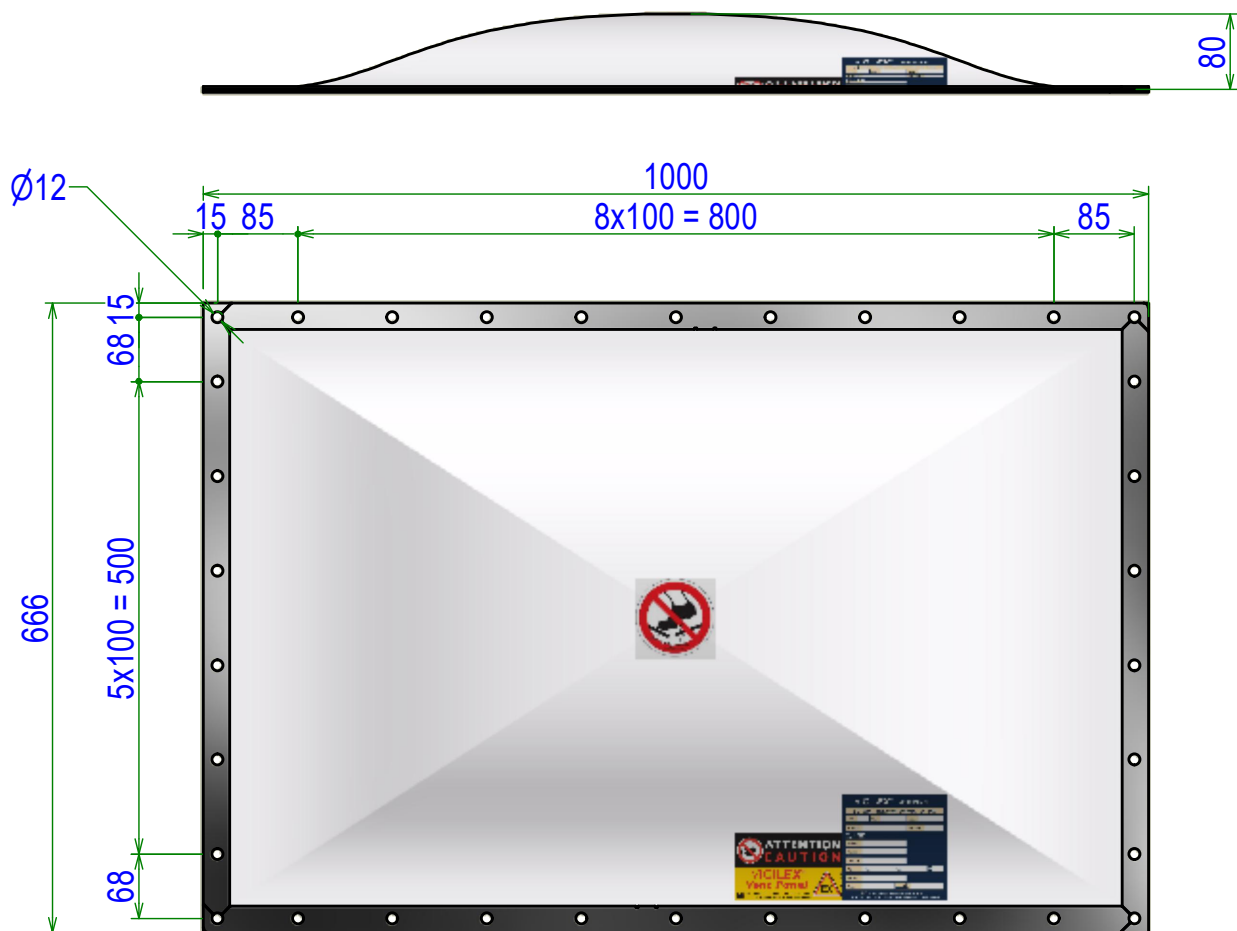 80
Ø12
1000
15 85
8x100 = 800
85
15
68
666
5x100 = 500
68
ATTENTION
CAUTION
VIGILEX
Vent Panel
EX